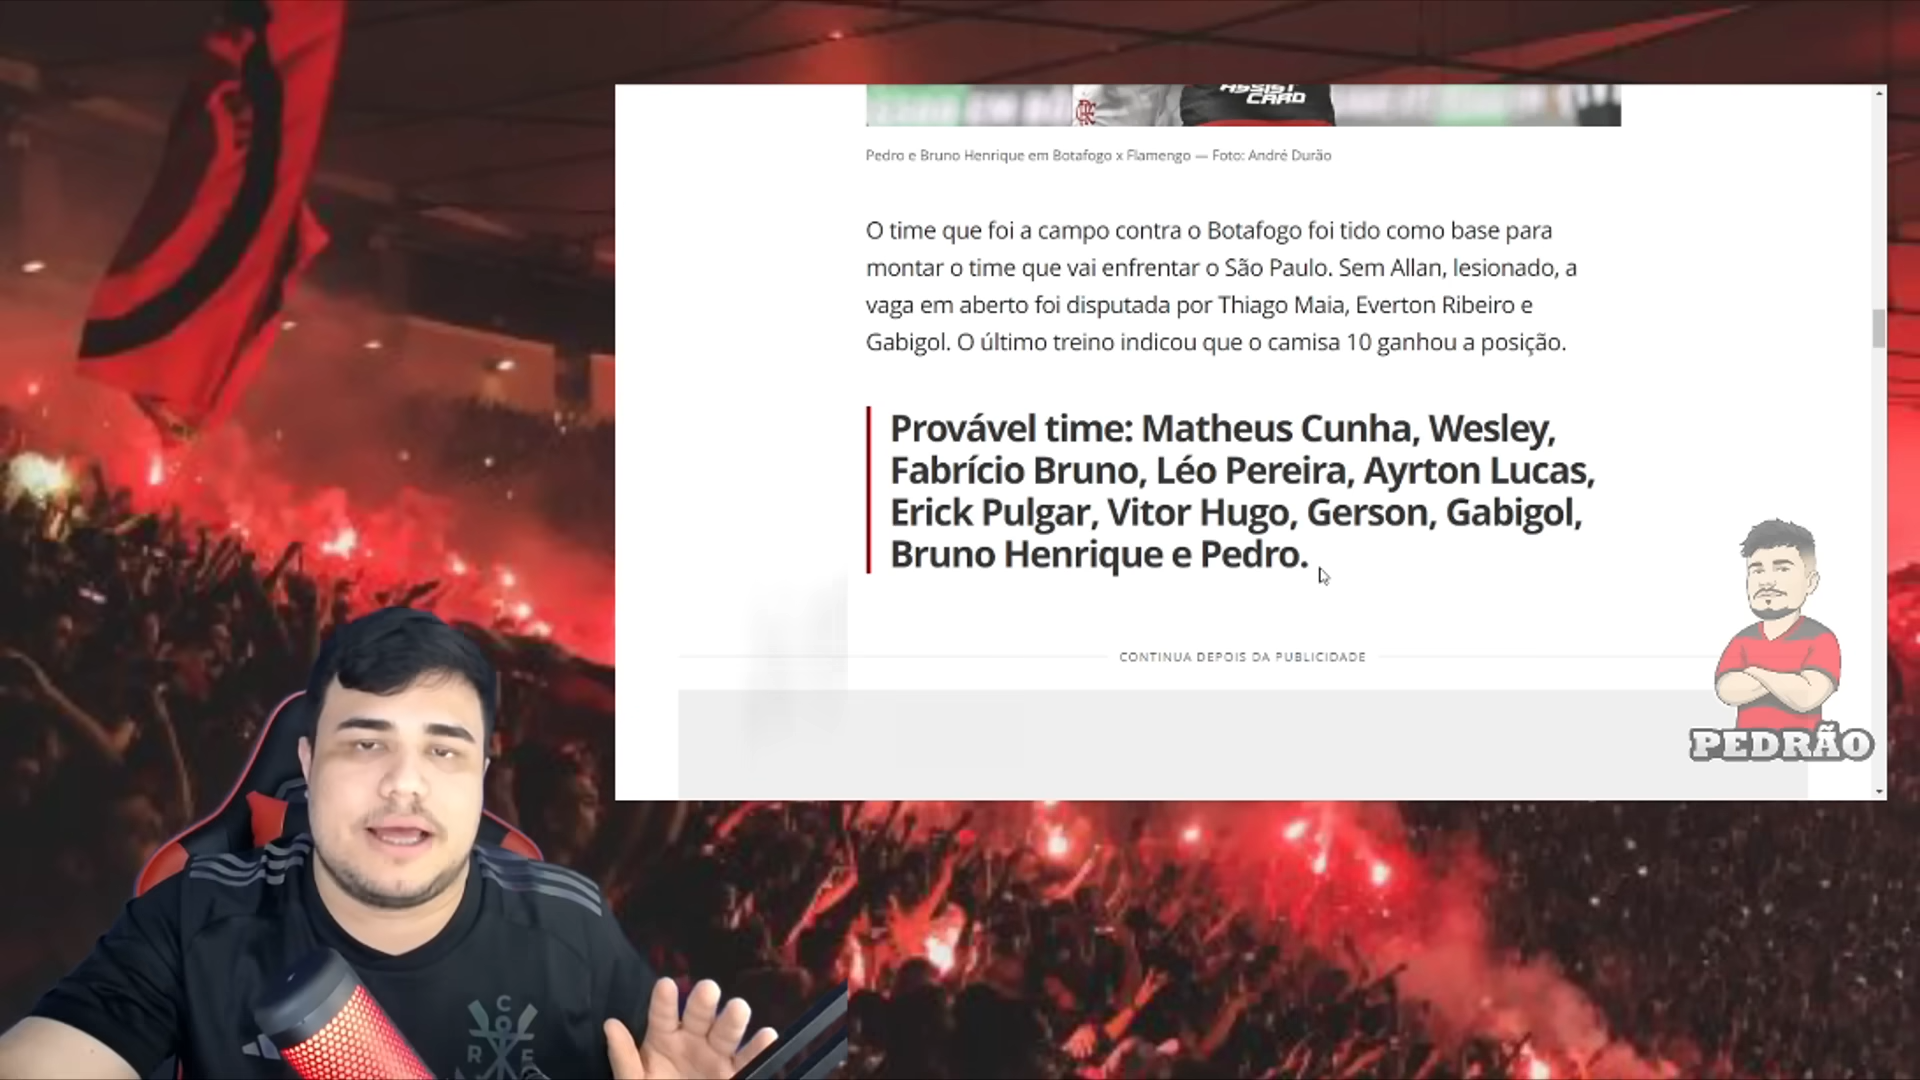 ASSIST
CARD
Pedro e Bruno Henrique em Botafogo x Flamengo — Foto: André Durão
O time que foi a campo contra o Botafogo foi tido como base para
montar o time que vai enfrentar o São Paulo. Sem Allan, lesionado, a
vaga em aberto foi disputada por Thiago Maia, Everton Ribeiro e
Gabigol. O último treino indicou que o camisa 10 ganhou a posição.
Provável time: Matheus Cunha, Wesley,
Fabrício Bruno, Léo Pereira, Ayrton Lucas,
Erick Pulgar, Vitor Hugo, Gerson, Gabigol,
Bruno Henrique e Pedro.
CONTINUA DEPOIS DA PUBLICIDADE
PEDRÃO